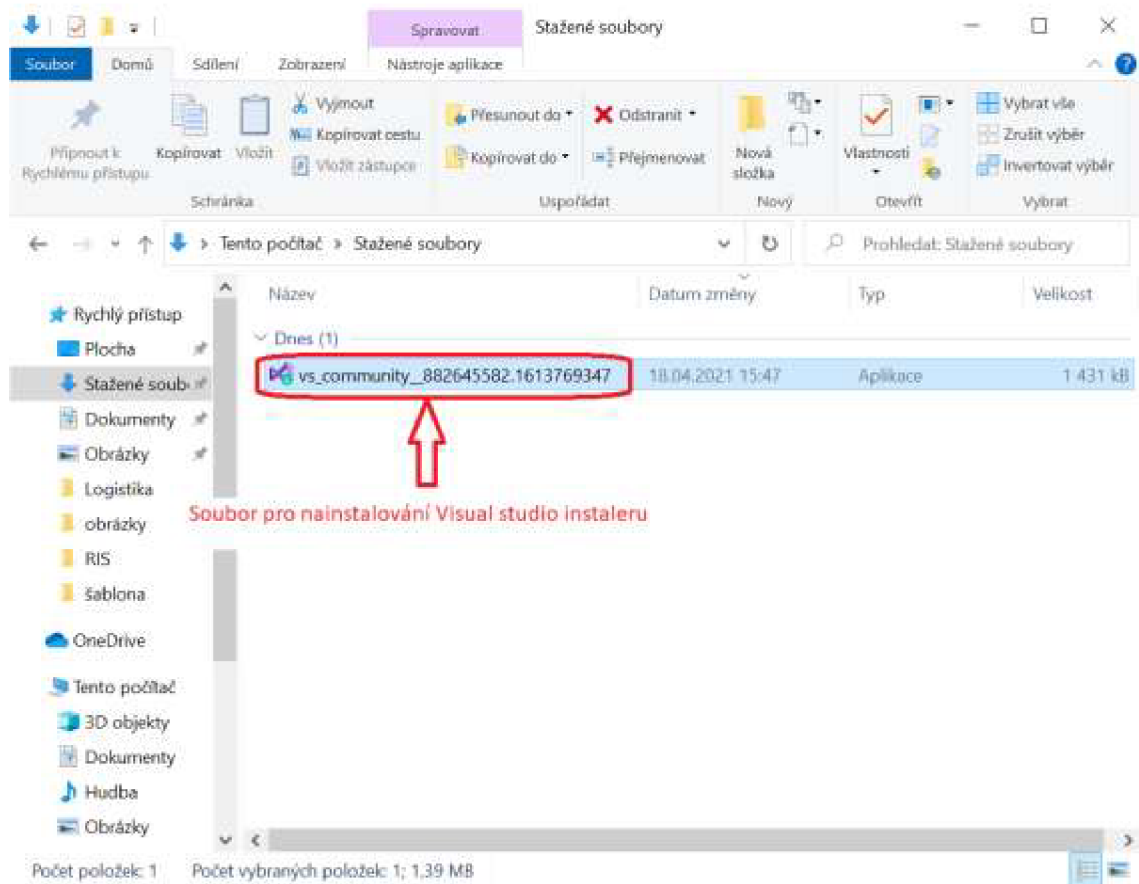 Spravovat Stažené soubory
Soubor Domů Sdílení Zobrazení Nástroje aplikace
Připnout k Rychlému přístupu
Kopírovat
Vložit
Vyjmout
Kopírovat cestu
Vložit zástupce
Schránka
Přesunout do
Kopírovat do
Odstranit
Přejmenovat
Uspořádat
Nová
složka
Nový
Vlastnosti
Otevřít
Vybrat vše
Zrušit výběr
Invertovat výběr
Vybrat
Tento počítač > Stažené soubory
Prohledat: Stažené soubory
Název Datum změny Typ Velikost
Dnes (1)
vs_community__882645582.1613769347 18.04.2021 15:47 Aplikace 1 431 kB
Soubor pro nainstalování Visual studio instaleru
Rychlý přístup
Plocha
Stažené soub
Dokumenty
Obrázky
Logistika
obrázky
RIS
šablona
OneDrive
Tento počítač
3D objekty
Dokumenty
Hudba
Obrázky
Počet položek: 1 Počet vybraných položek: 1; 1,39 MB